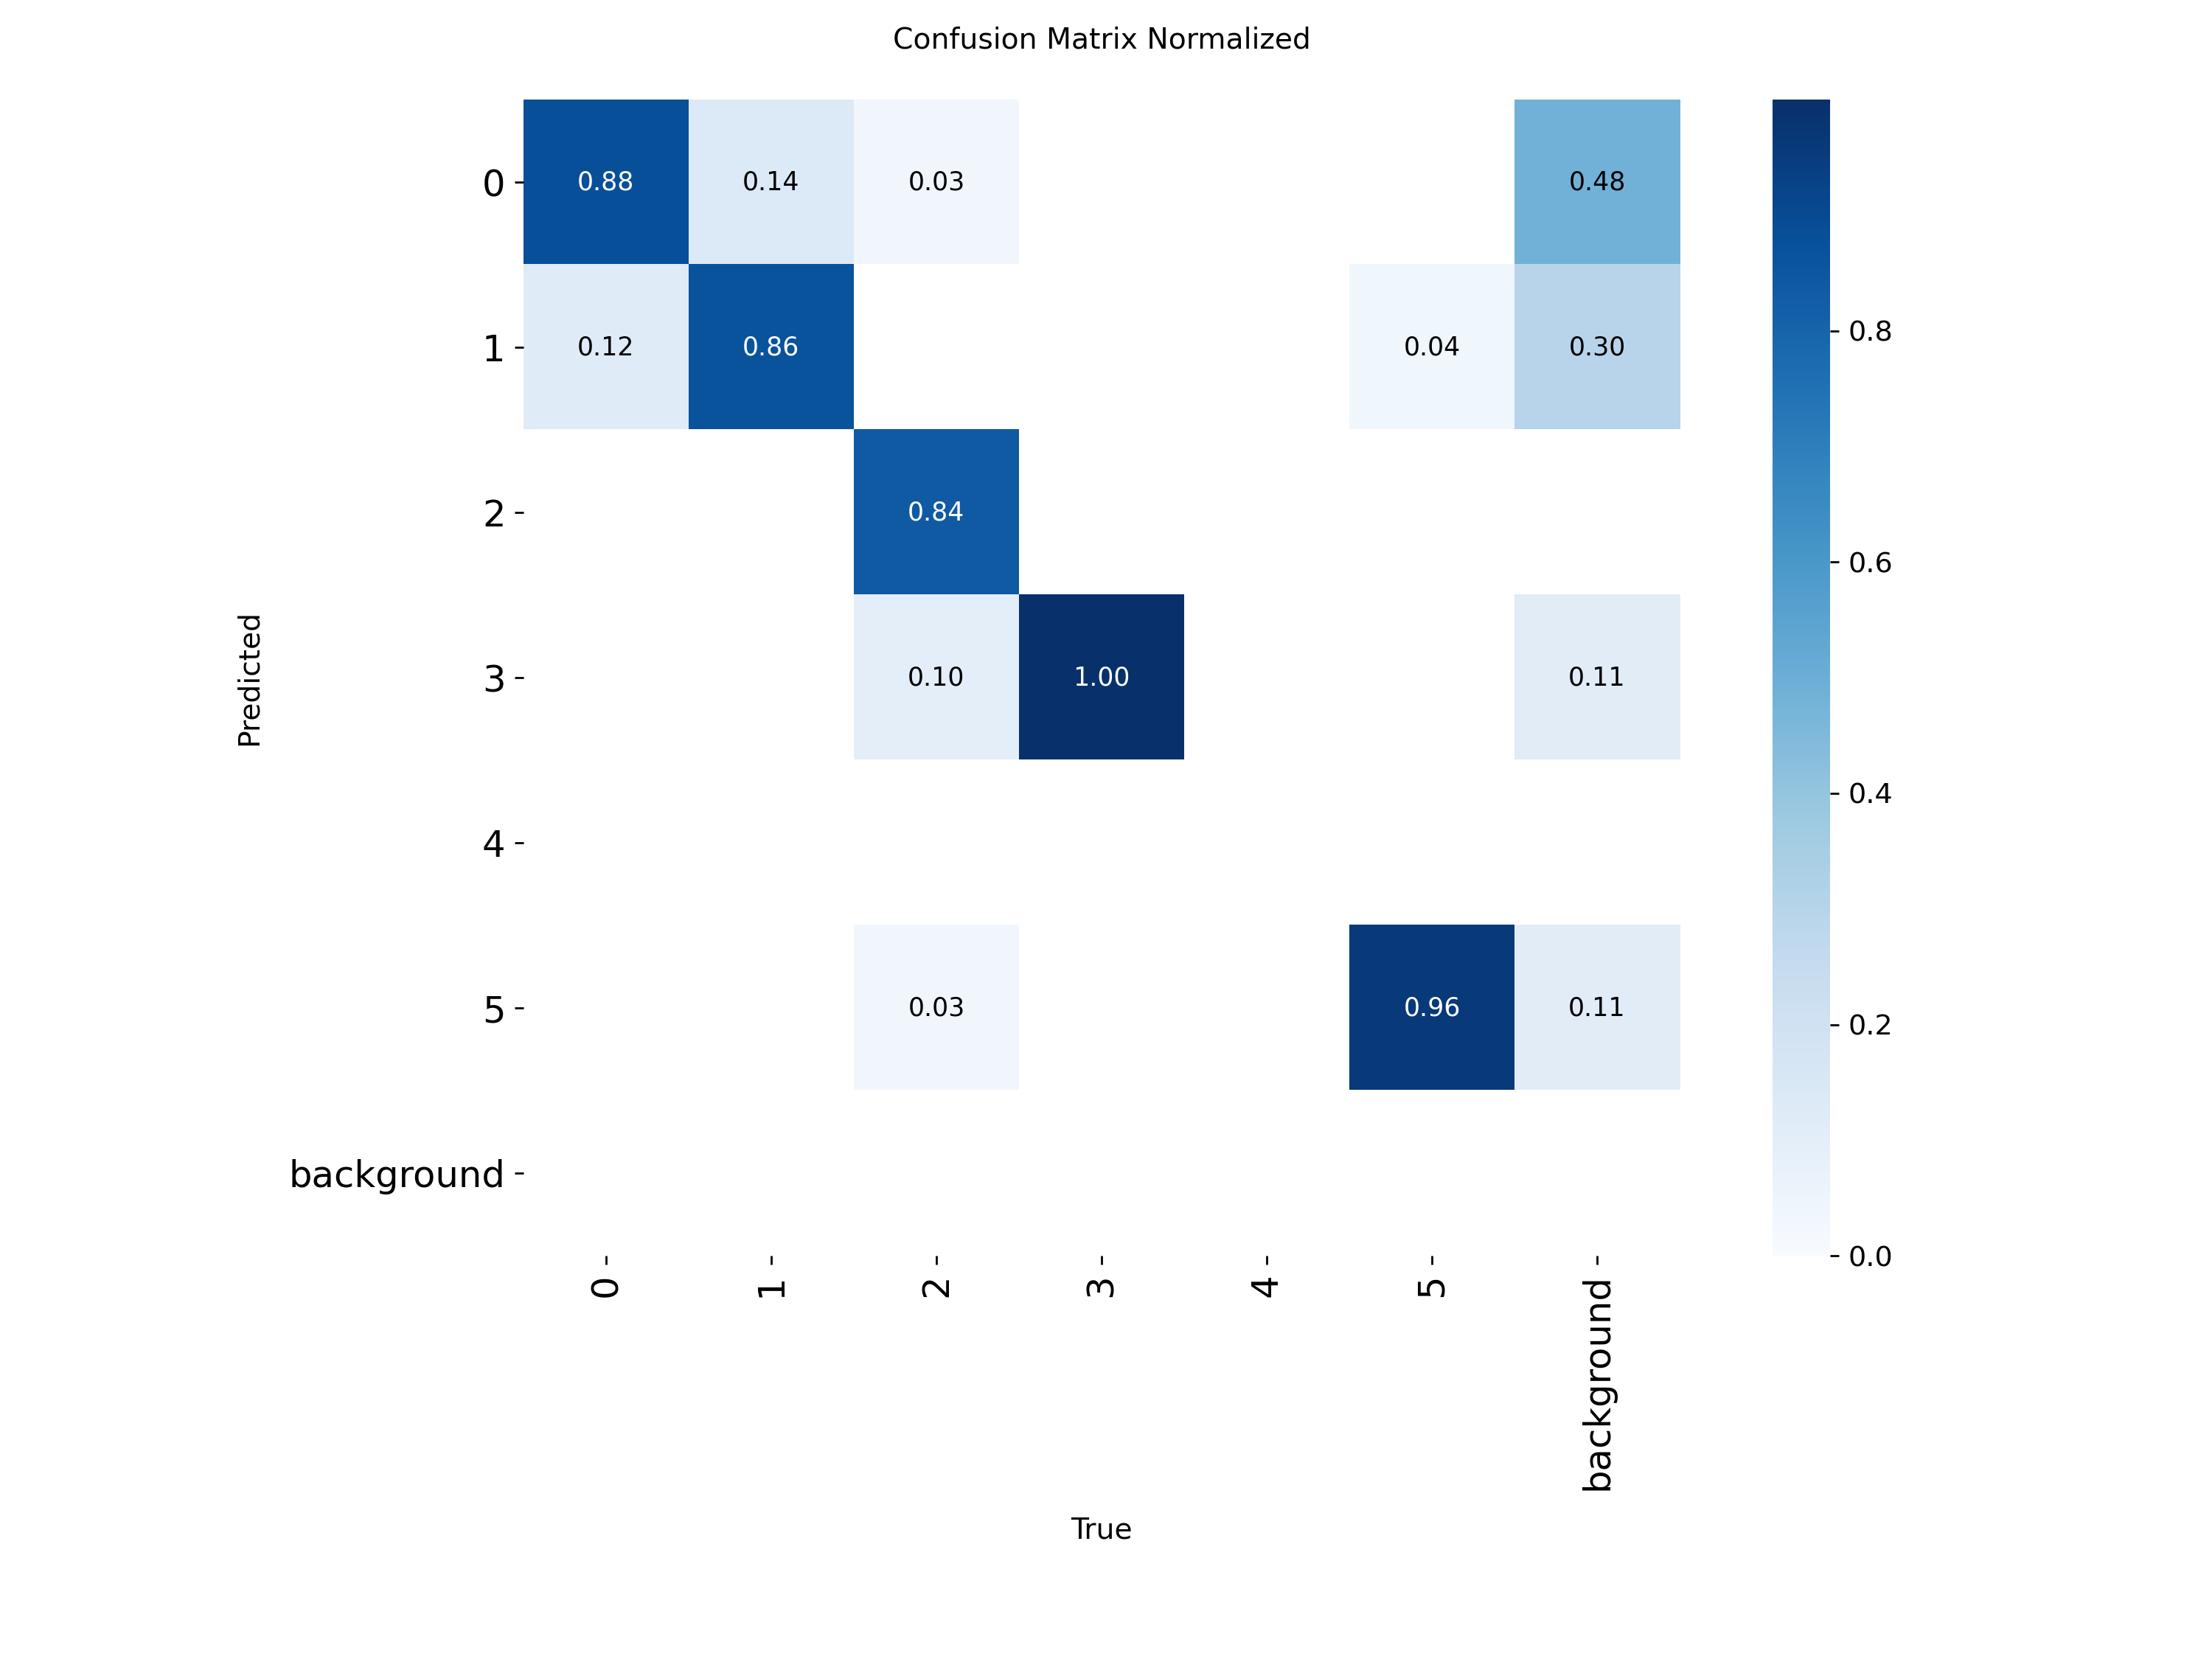 Confusion Matrix Normalized
0 0.88 0.14 0.03 0.48
1 0.12 0.86 0.04 0.30
2 0.84
3 0.10 1.00 0.11
4
5 0.03 0.96 0.11
background
0 1 2 3 4 5 background
Predicted
True
0.8
0.6
0.4
0.2
0.0